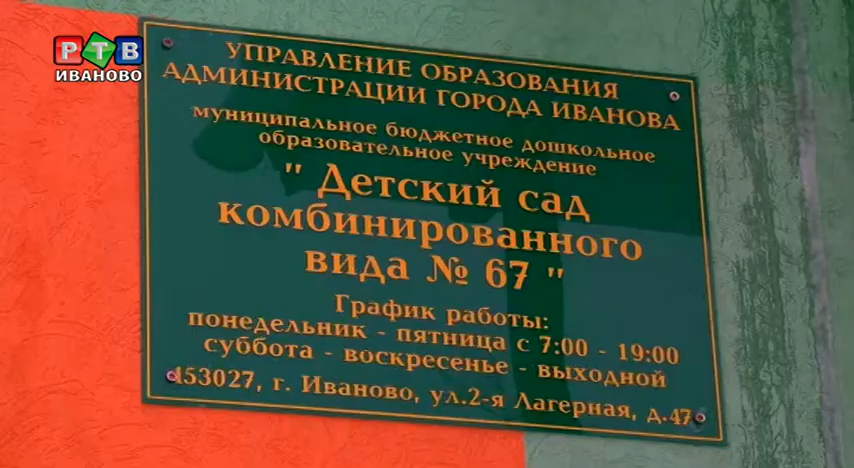 РТВ
ИВАНОВО
УПРАВЛЕНИЕ ОБРАЗОВАНИЯ
АДМИНИСТРАЦИИ ГОРОДА ИВАНОВА
муниципальное бюджетное дошкольное
образовательное учреждение
" Детский сад
комбинированного
вида № 67 "
График работы:
понедельник - пятница с 7:00 - 19:00
суббота - воскресенье - выходной
153027, г. Иваново, ул.2-я Лагерная, д.47